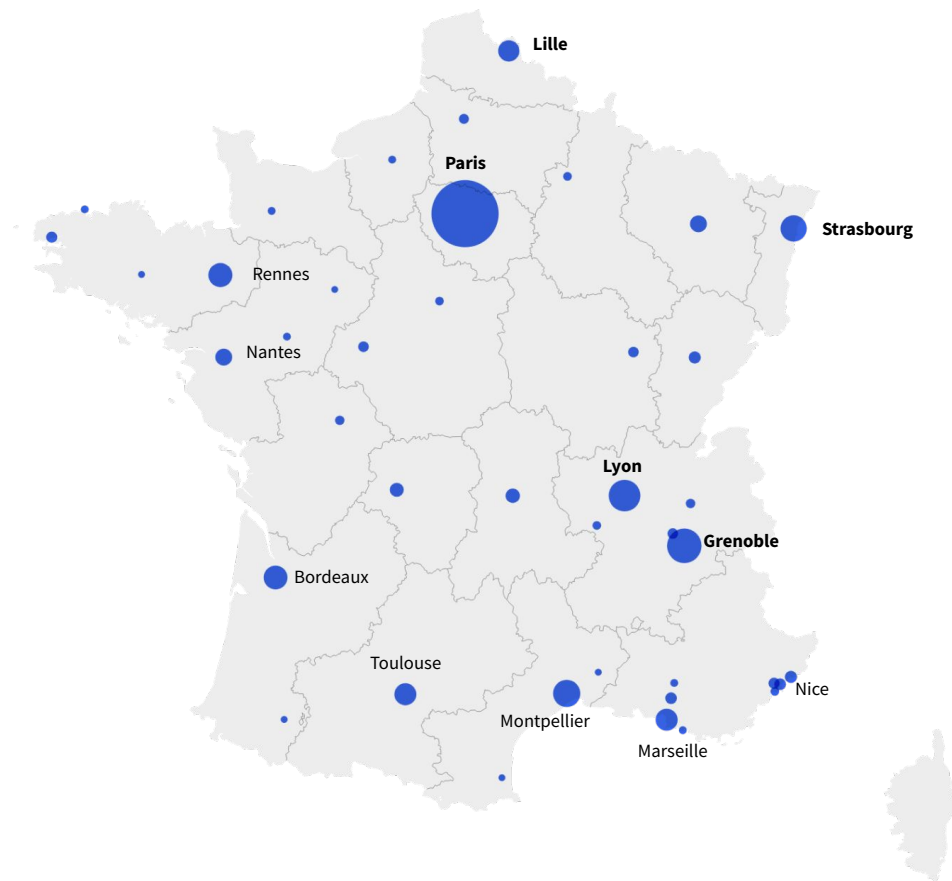 Lille
Paris
Strasbourg
Rennes
Nantes
Lyon
Grenoble
Bordeaux
Toulouse
Nice
Montpellier
Marseille